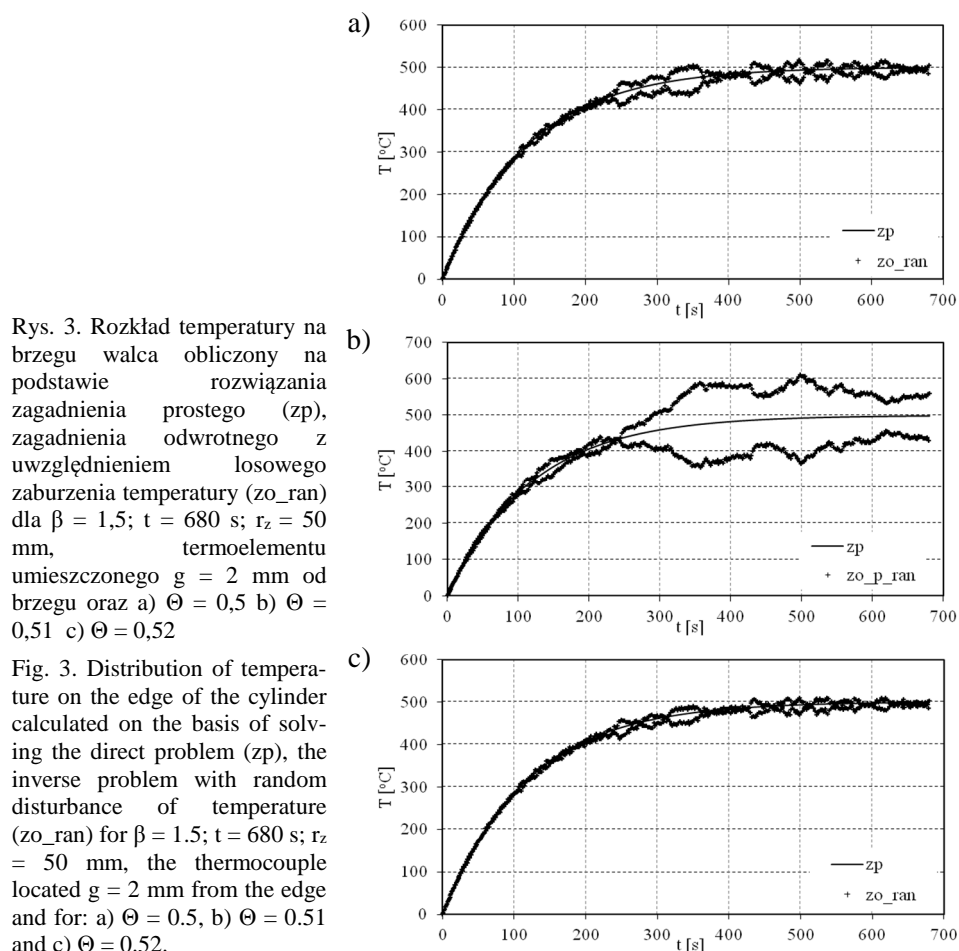 Rys. 3. Rozkład temperatury na
brzegu walca obliczony na
podstawie rozwiązania
zagadnienia prostego (zp),
zagadnienia odwrotnego z
uwzględnieniem losowego
zaburzenia temperatury (zo_ran)
dla β = 1,5; t = 680 s; rz = 50
mm, termoelementu
umieszczonego g = 2 mm od
brzegu oraz a) Θ = 0,5 b) Θ =
0,51 c) Θ = 0,52
Fig. 3. Distribution of tempera-
ture on the edge of the cylinder
calculated on the basis of solv-
ing the direct problem (zp), the
inverse problem with random
disturbance of temperature
(zo_ran) for β = 1.5; t = 680 s; rz
= 50 mm, the thermocouple
located g = 2 mm from the edge
and for: a) Θ = 0.5, b) Θ = 0.51
and c) Θ = 0.52.
a)
600
500
400
300
200
100
0
T [°C]
zp
zo_ran
0 100 200 300 400 500 600 700
t [s]
b)
700
600
500
400
300
200
100
0
T [°C]
zp
zo_p_ran
0 100 200 300 400 500 600 700
t [s]
c)
600
500
400
300
200
100
0
T [°C]
zp
zo_ran
0 100 200 300 400 500 600 700
t [s]